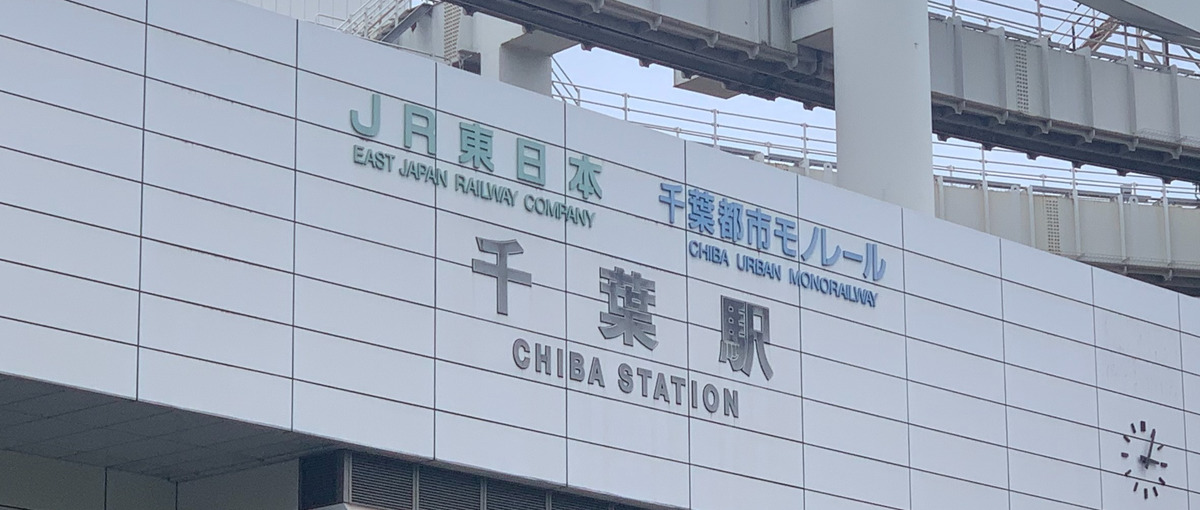 JR東日本
EAST JAPAN RAILWAY COMPANY
千葉都市モノレール
CHIBA URBAN MONORAILWAY
千葉駅
CHIBA STATION